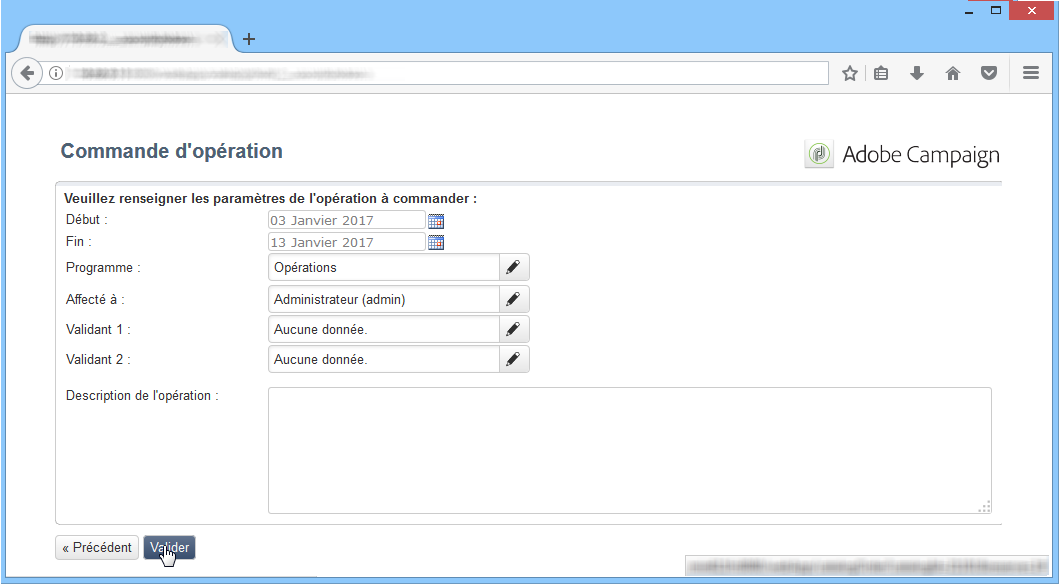 Commande d'opération
Adobe Campaign
Veuillez renseigner les paramètres de l'opération à commander :
Début : 03 Janvier 2017
Fin : 13 Janvier 2017
Programme : Opérations
Affecté à : Administrateur (admin)
Validant 1 : Aucune donnée.
Validant 2 : Aucune donnée.
Description de l'opération :
« Précédent Valider